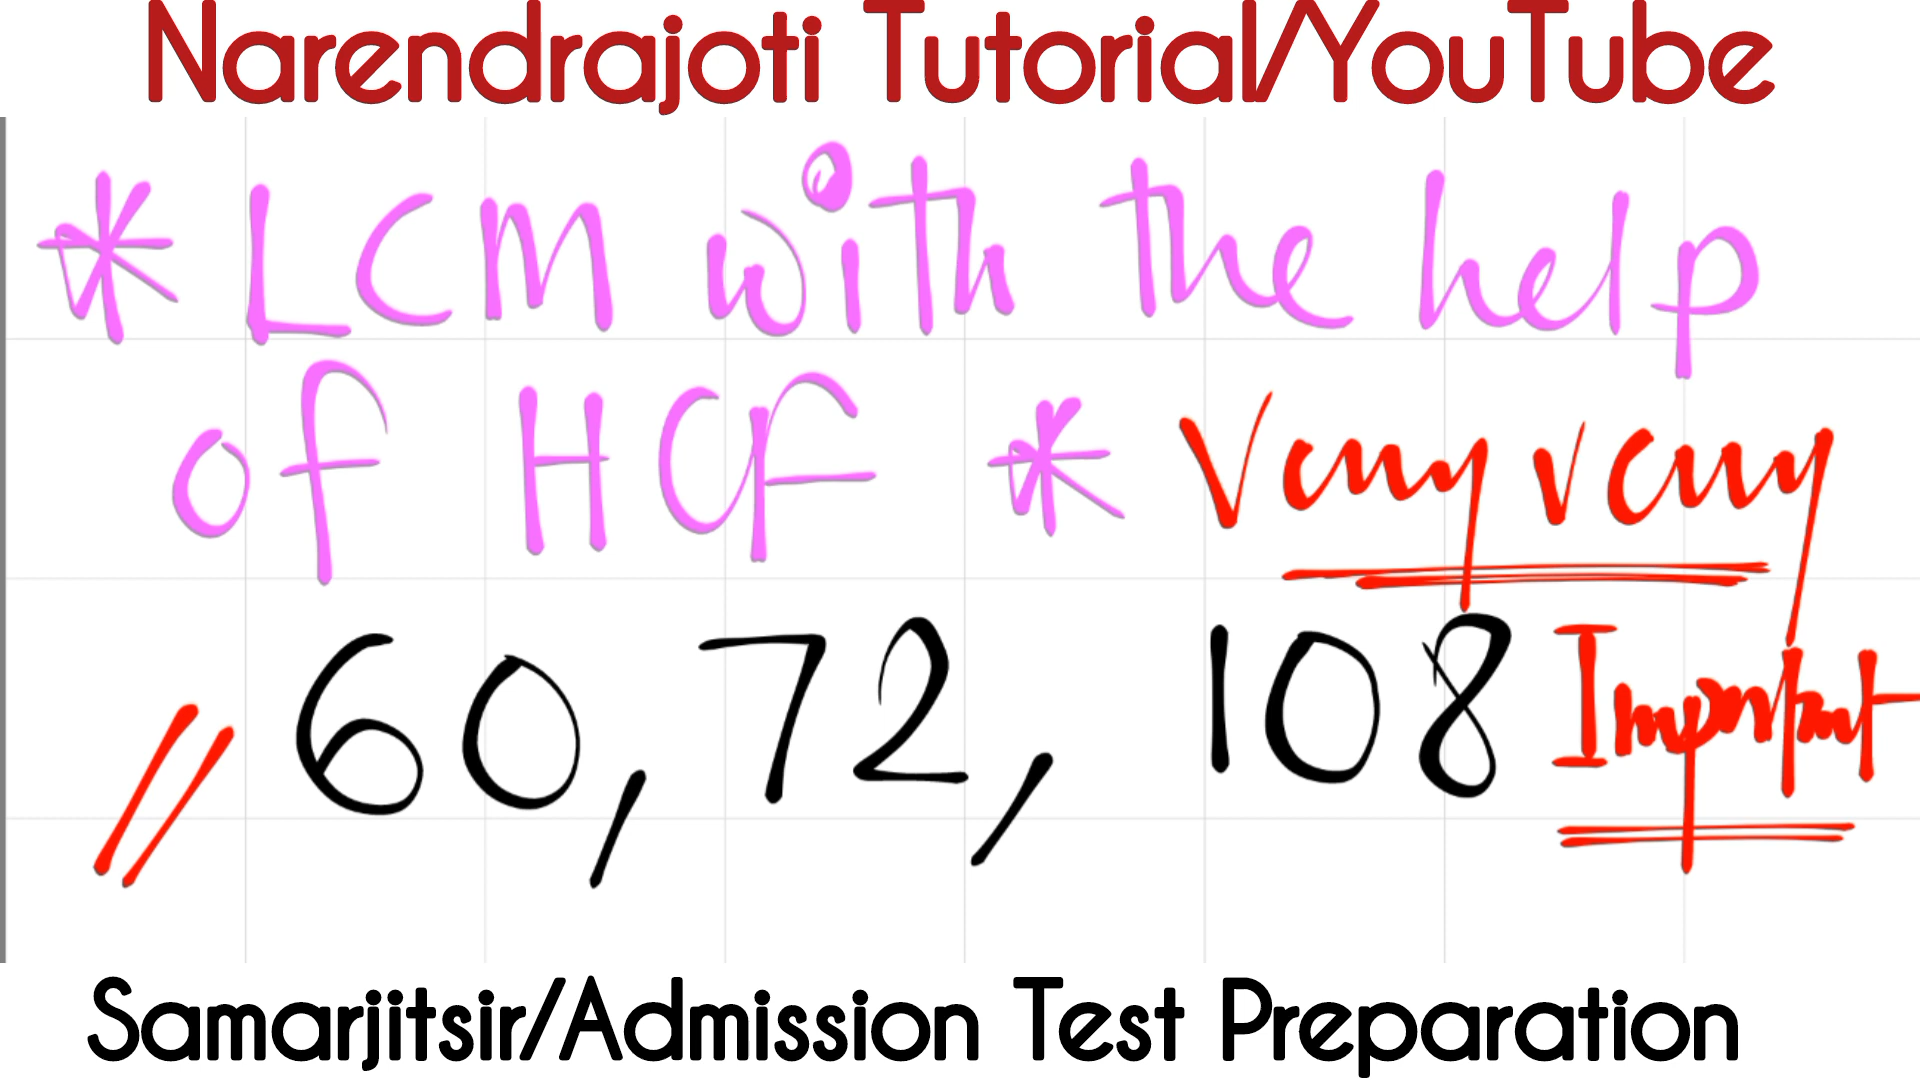 Narendrajoti Tutorial/YouTube
* LCM with the help
of HCF * Very very
// 60, 72, 108 Important
Samarjitsir/Admission Test Preparation